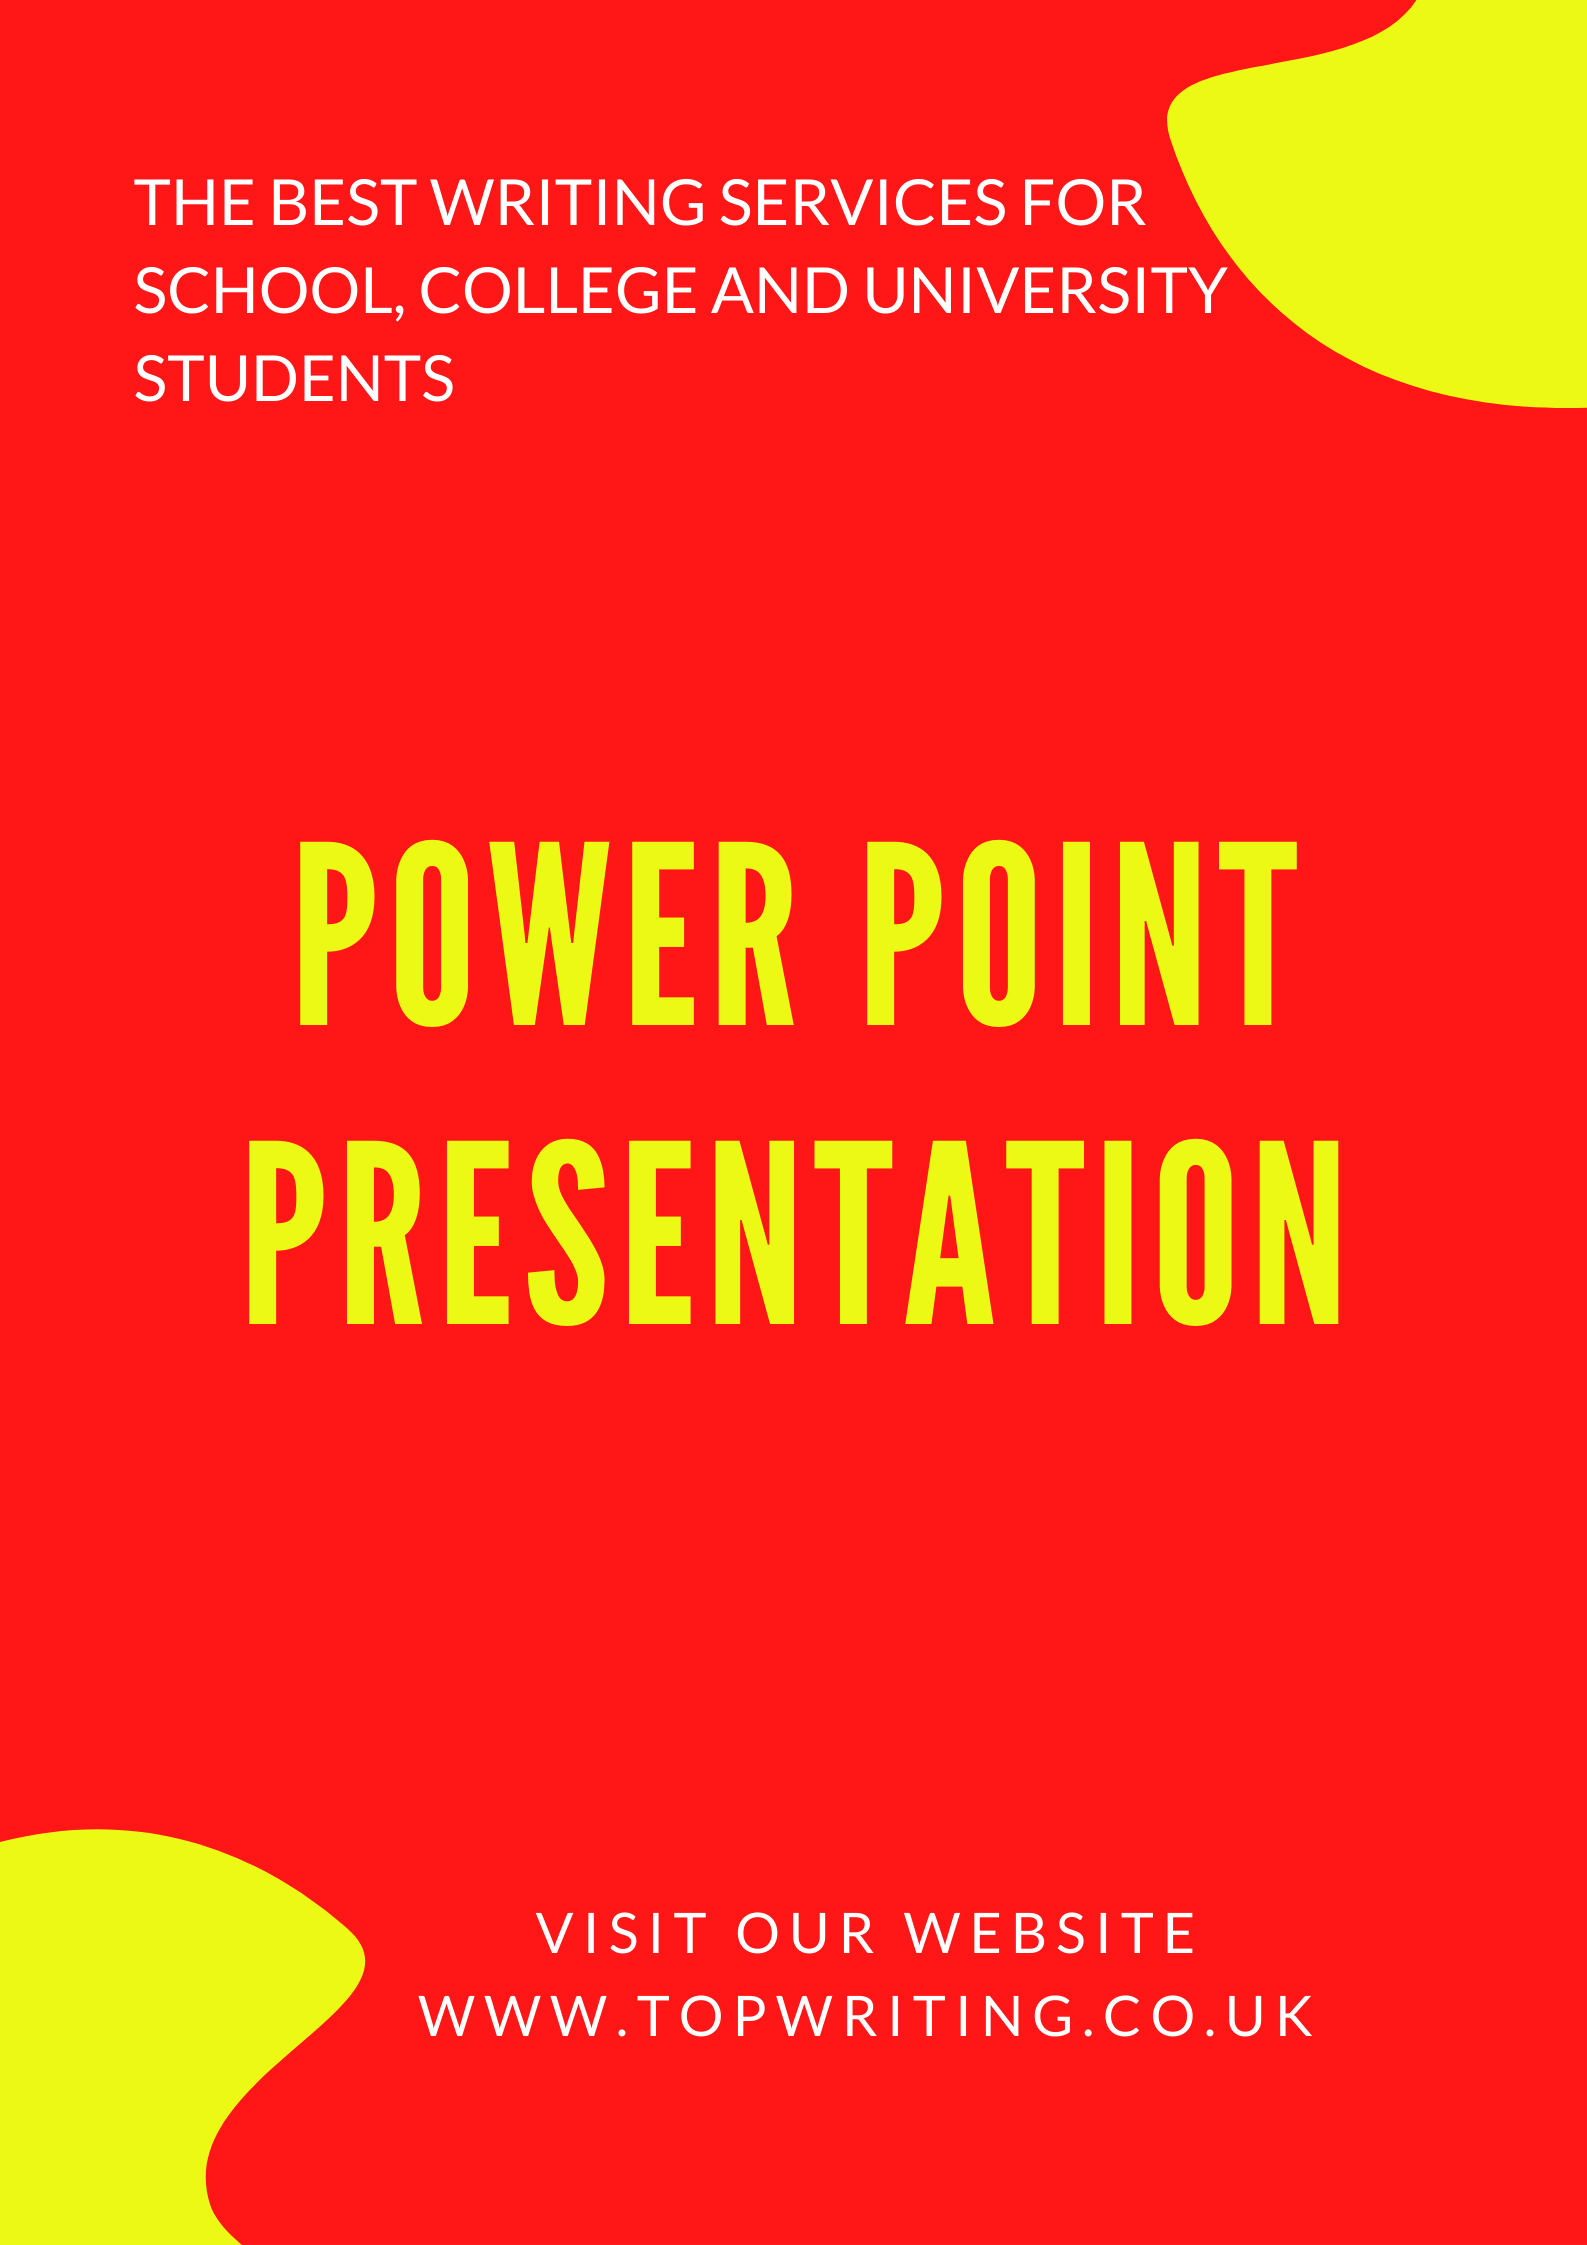 THE BEST WRITING SERVICES FOR
SCHOOL, COLLEGE AND UNIVERSITY
STUDENTS
POWER POINT
PRESENTATION
VISIT OUR WEBSITE
WWW.TOPWRITING.CO.UK